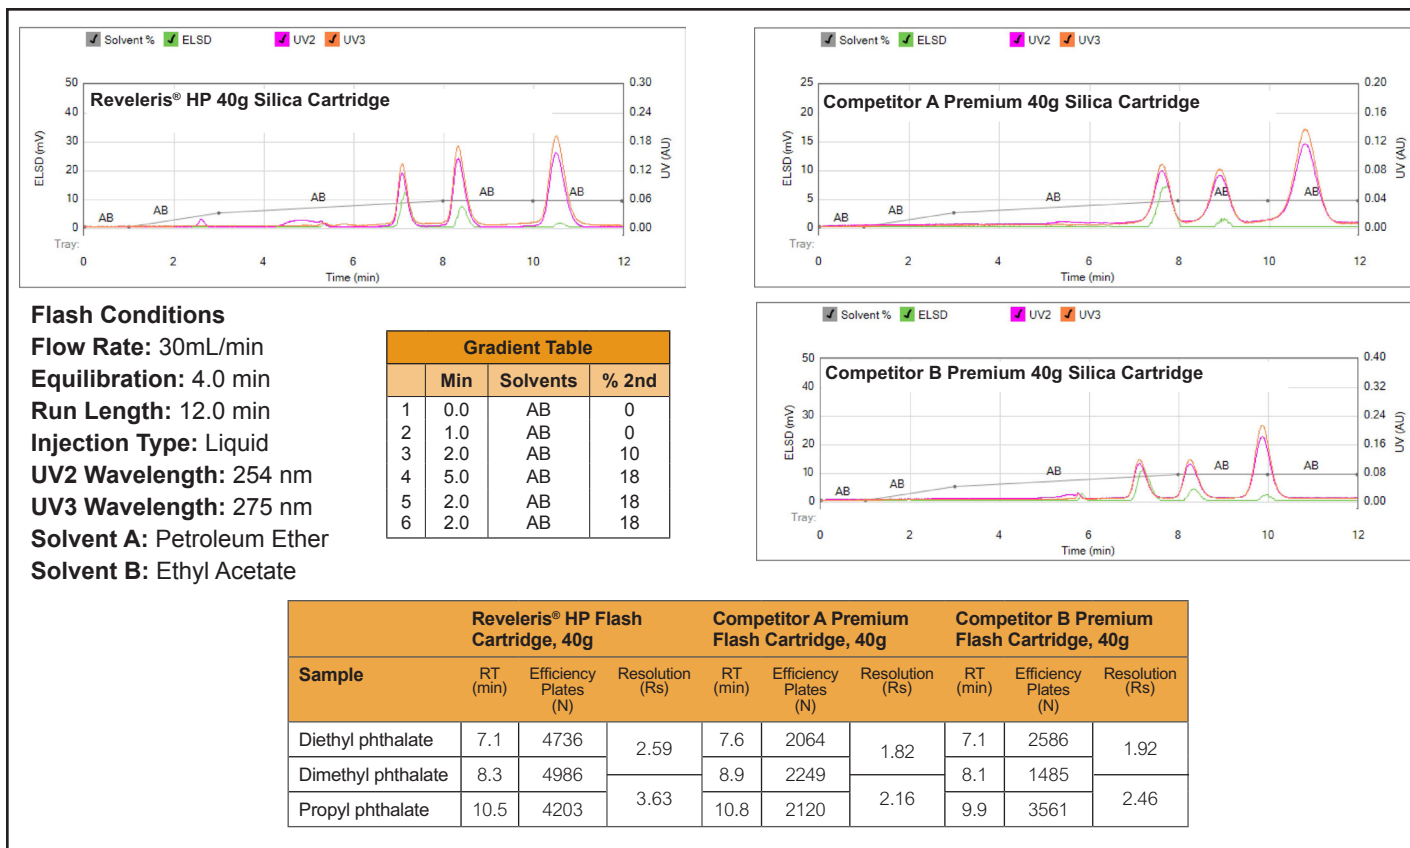 Solvent % ELSD UV2 UV3
50 0.30
Reveleris® HP 40g Silica Cartridge
40 0.24
30 0.18
20 0.12
10 0.06
0 0.00
ELSD (mV)
UV (AU)
AB AB AB AB AB
Tray:
0 2 4 6 8 10 12
Time (min)
Solvent % ELSD UV2 UV3
25 0.20
Competitor A Premium 40g Silica Cartridge
20 0.16
15 0.12
10 0.08
5 0.04
0 0.00
ELSD (mV)
UV (AU)
AB AB AB AB AB
Tray:
0 2 4 6 8 10 12
Time (min)
Flash Conditions
Flow Rate: 30mL/min
Equilibration: 4.0 min
Run Length: 12.0 min
Injection Type: Liquid
UV2 Wavelength: 254 nm
UV3 Wavelength: 275 nm
Solvent A: Petroleum Ether
Solvent B: Ethyl Acetate
Gradient Table
Min Solvents % 2nd
1 0.0 AB 0
2 1.0 AB 0
3 2.0 AB 10
4 5.0 AB 18
5 2.0 AB 18
6 2.0 AB 18
Solvent % ELSD UV2 UV3
50 0.40
Competitor B Premium 40g Silica Cartridge
40 0.32
30 0.24
20 0.16
10 0.08
0 0.00
ELSD (mV)
UV (AU)
AB AB AB AB AB
Tray:
0 2 4 6 8 10 12
Time (min)
Reveleris® HP Flash Cartridge, 40g
Competitor A Premium Flash Cartridge, 40g
Competitor B Premium Flash Cartridge, 40g
Sample RT (min) Efficiency Plates (N) Resolution (Rs) RT (min) Efficiency Plates (N) Resolution (Rs) RT (min) Efficiency Plates (N) Resolution (Rs)
Diethyl phthalate 7.1 4736 7.6 2064 7.1 2586
2.59 1.82 1.92
Dimethyl phthalate 8.3 4986 8.9 2249 8.1 1485
3.63 2.16 2.46
Propyl phthalate 10.5 4203 10.8 2120 9.9 3561